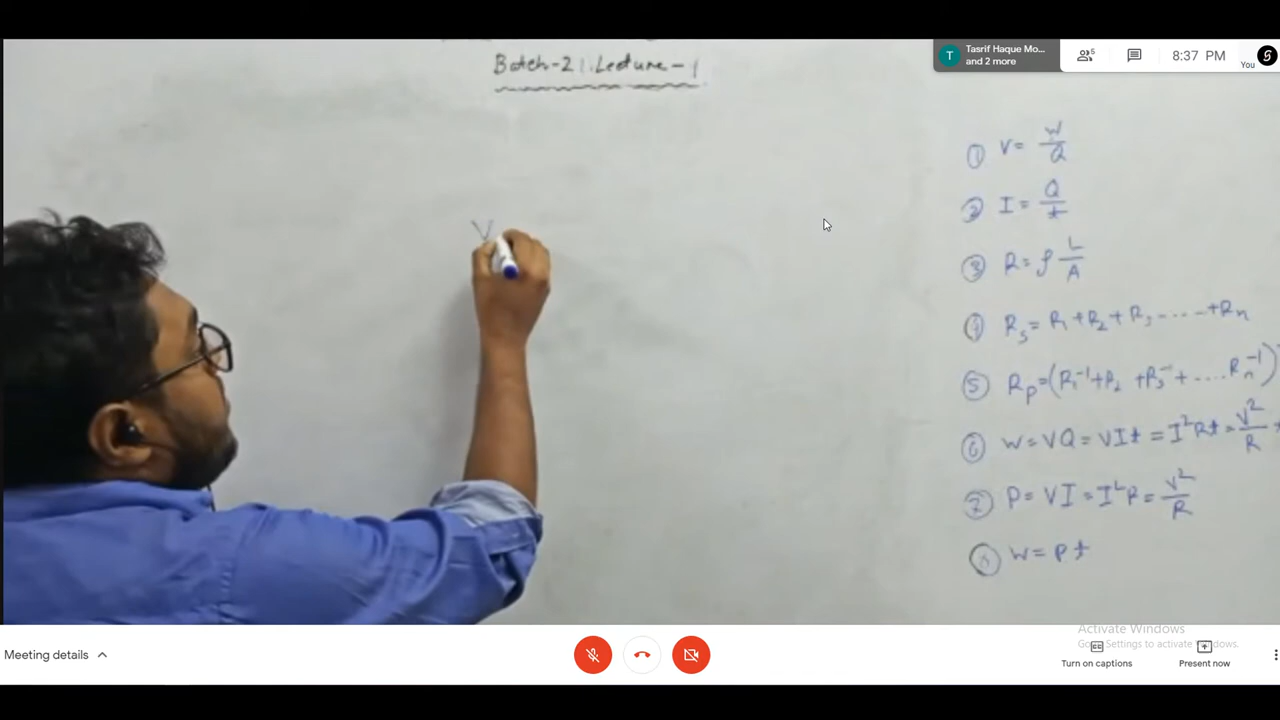 Batch-2 | Lecture-1
Tasrif Haque Mo...
and 2 more
T
5
8:37 PM
You
① V = W/Q
② I = Q/t
③ R = ρ L/A
④ Rs = R1 + R2 + R3 ..... + Rn
⑤ Rp = (R1⁻¹ + R2 + R3⁻¹ + .... Rn⁻¹)
⑥ W = VQ = VIt = I²Rt = V²/R t
⑦ P = VI = I²R = V²/R
⑧ W = Pt
V
Activate Windows
Go to Settings to activate Windows.
Meeting details
Turn on captions
Present now